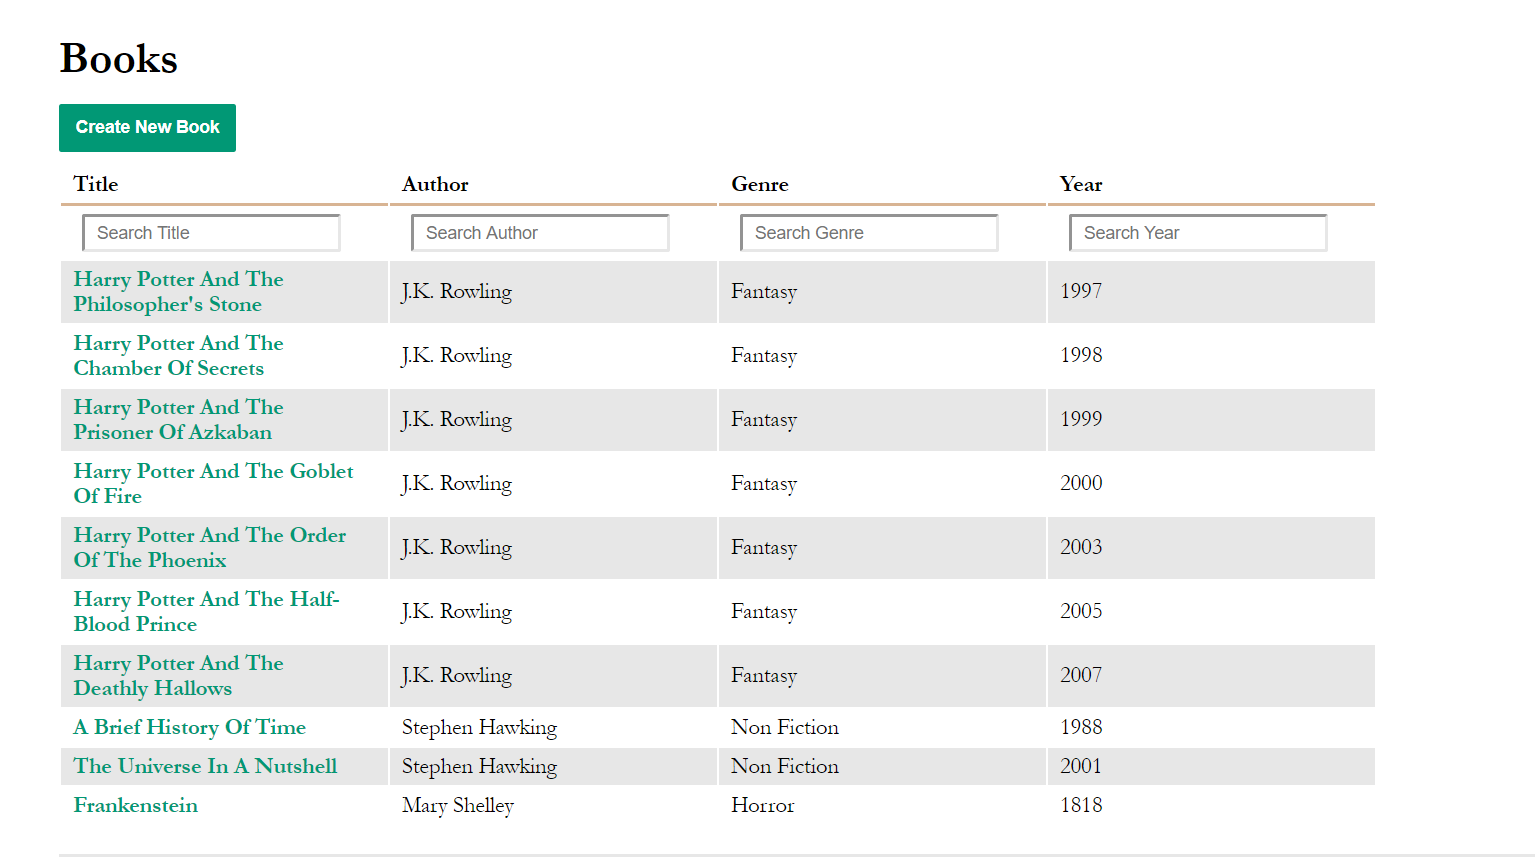 Books
Create New Book
Title Author Genre Year
Search Title Search Author Search Genre Search Year
Harry Potter And The
Philosopher's Stone
J.K. Rowling Fantasy 1997
Harry Potter And The
Chamber Of Secrets
J.K. Rowling Fantasy 1998
Harry Potter And The
Prisoner Of Azkaban
J.K. Rowling Fantasy 1999
Harry Potter And The Goblet
Of Fire
J.K. Rowling Fantasy 2000
Harry Potter And The Order
Of The Phoenix
J.K. Rowling Fantasy 2003
Harry Potter And The Half-
Blood Prince
J.K. Rowling Fantasy 2005
Harry Potter And The
Deathly Hallows
J.K. Rowling Fantasy 2007
A Brief History Of Time Stephen Hawking Non Fiction 1988
The Universe In A Nutshell Stephen Hawking Non Fiction 2001
Frankenstein Mary Shelley Horror 1818